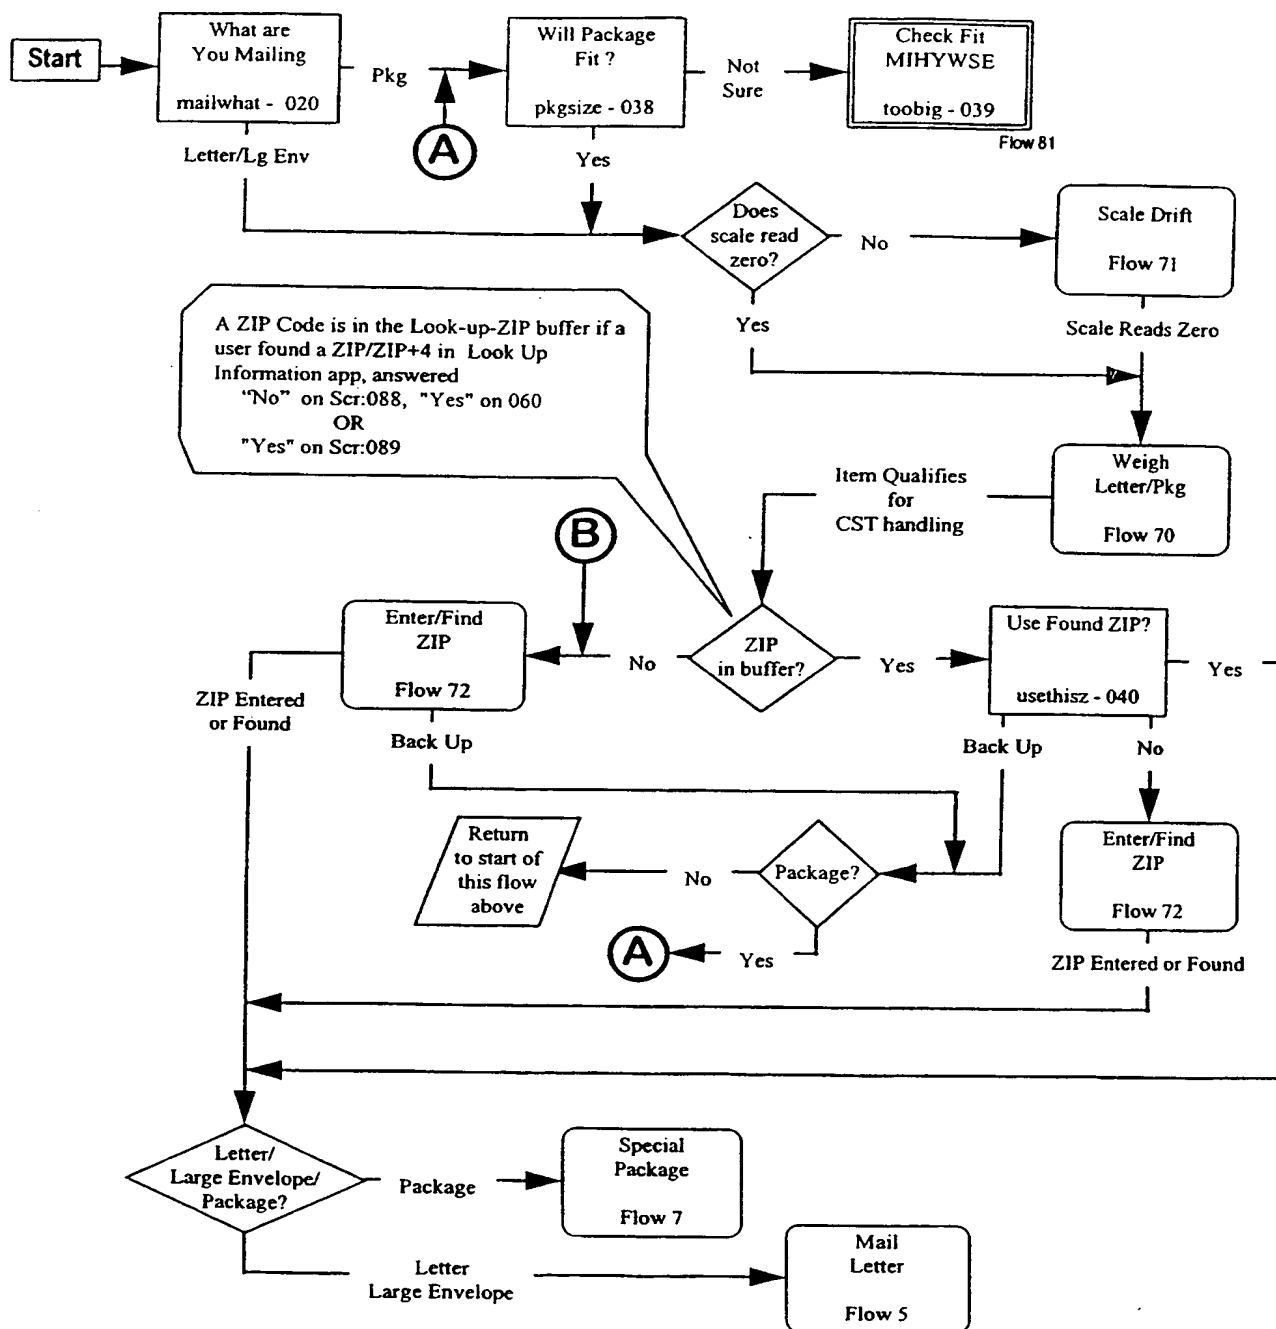 Start
What are
You Mailing
mailwhat - 020
Pkg
A
Will Package
Fit ?
pkgsize - 038
Not
Sure
Check Fit
MIHYWSE
toobig - 039
Flow 81
Letter/Lg Env
Yes
Does
scale read
zero?
No
Scale Drift
Flow 71
Yes
Scale Reads Zero
A ZIP Code is in the Look-up-ZIP buffer if a
user found a ZIP/ZIP+4 in Look Up
Information app, answered
"No" on Scr:088, "Yes" on 060
OR
"Yes" on Scr:089
Weigh
Letter/Pkg
Flow 70
Item Qualifies
for
CST handling
B
Enter/Find
ZIP
Flow 72
No
ZIP
in buffer?
Yes
Use Found ZIP?
usethisz - 040
Yes
ZIP Entered
or Found
Back Up
Back Up
No
Return
to start of
this flow
above
No
Package?
Enter/Find
ZIP
Flow 72
A
Yes
ZIP Entered or Found
Letter/
Large Envelope/
Package?
Package
Special
Package
Flow 7
Letter
Large Envelope
Mail
Letter
Flow 5